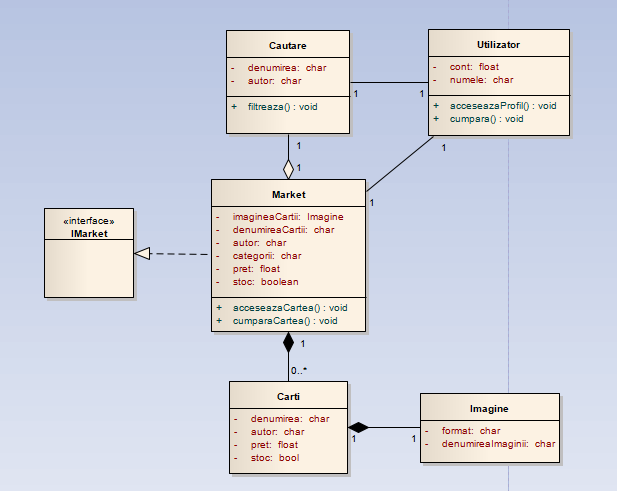 Cautare
- denumirea: char
- autor: char
+ filtreaza() : void
Utilizator
- cont: float
- numele: char
+ acceseazaProfil() : void
+ cumpara() : void
1
1
1
1
1
1
Market
- imagineaCartii: Imagine
- denumireaCartii: char
- autor: char
- categorii: char
- pret: float
- stoc: boolean
+ acceseazaCartea() : void
+ cumparaCartea() : void
«interface»
IMarket
1
0..*
Carti
- denumirea: char
- autor: char
- pret: float
- stoc: bool
1
1
Imagine
- format: char
- denumireaImaginii: char